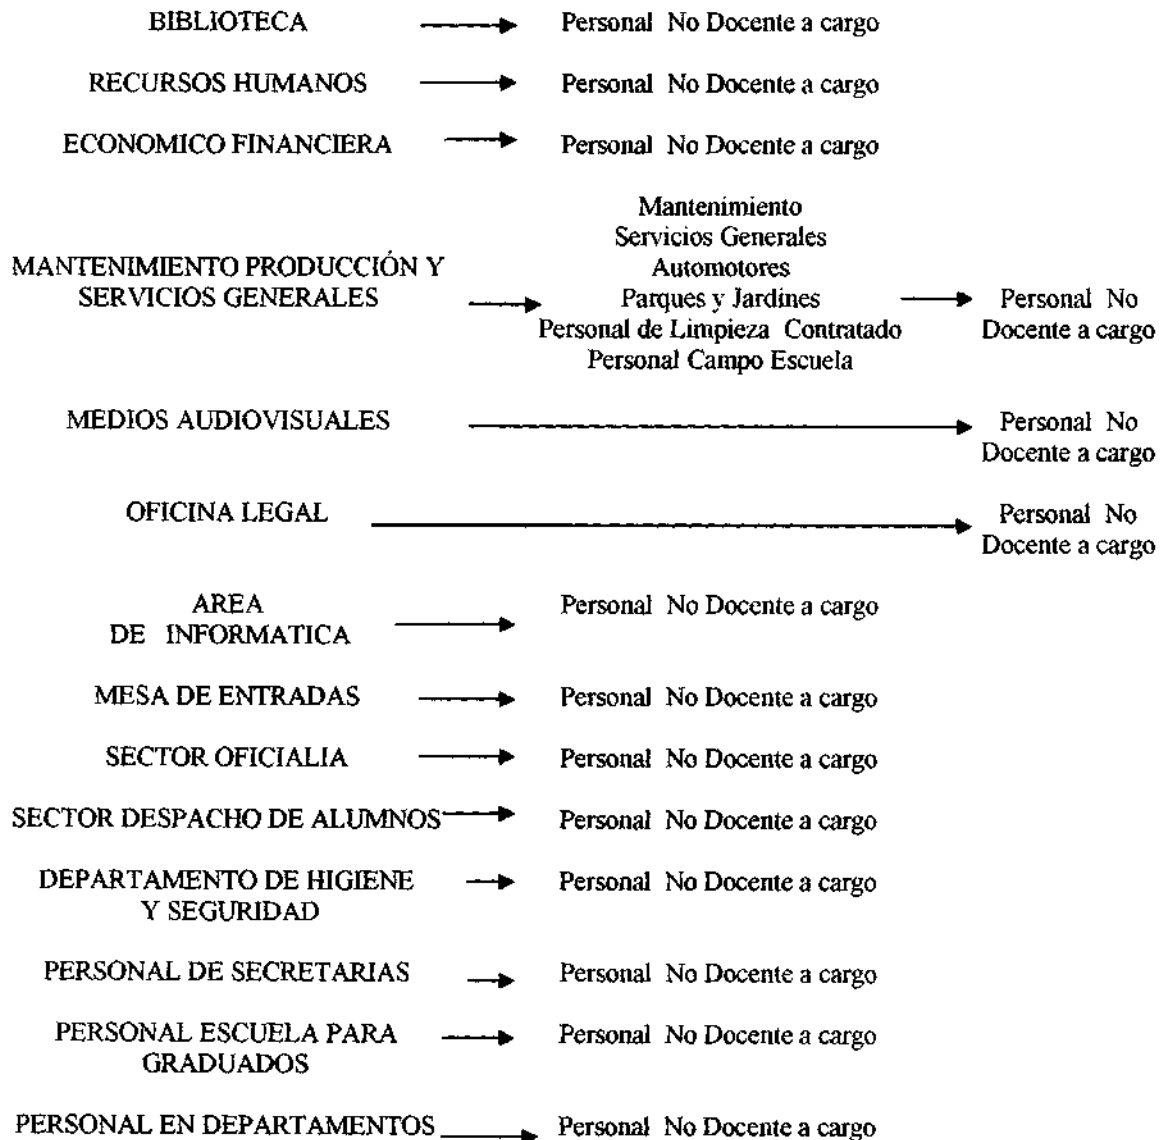 BIBLIOTECA Personal No Docente a cargo
RECURSOS HUMANOS Personal No Docente a cargo
ECONOMICO FINANCIERA Personal No Docente a cargo
Mantenimiento
Servicios Generales
MANTENIMIENTO PRODUCCIÓN Y Automotores
SERVICIOS GENERALES Parques y Jardines Personal No
Personal de Limpieza Contratado Docente a cargo
Personal Campo Escuela
MEDIOS AUDIOVISUALES Personal No
Docente a cargo
OFICINA LEGAL Personal No
Docente a cargo
AREA Personal No Docente a cargo
DE INFORMATICA
MESA DE ENTRADAS Personal No Docente a cargo
SECTOR OFICIALIA Personal No Docente a cargo
SECTOR DESPACHO DE ALUMNOS Personal No Docente a cargo
DEPARTAMENTO DE HIGIENE Personal No Docente a cargo
Y SEGURIDAD
PERSONAL DE SECRETARIAS Personal No Docente a cargo
PERSONAL ESCUELA PARA Personal No Docente a cargo
GRADUADOS
PERSONAL EN DEPARTAMENTOS Personal No Docente a cargo